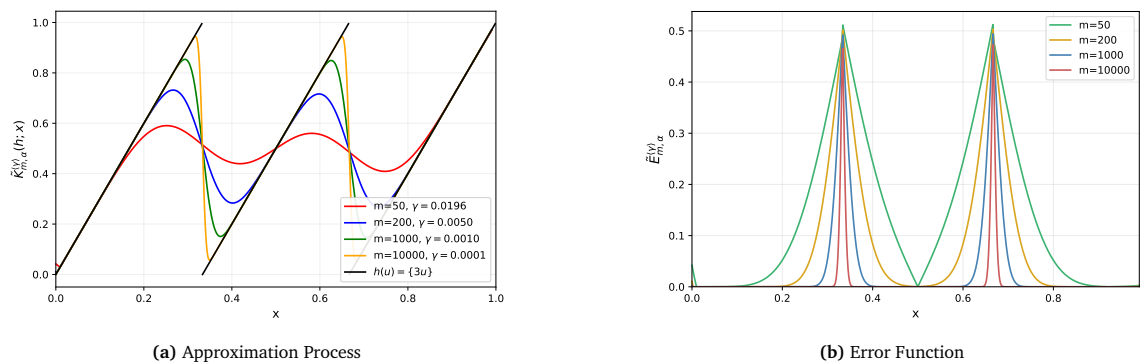 1.0
0.8
0.6
0.4
0.2
0.0
K̃⟨γ⟩m,α(h; x)
m=50, γ = 0.0196
m=200, γ = 0.0050
m=1000, γ = 0.0010
m=10000, γ = 0.0001
h(u) = {3u}
0.0 0.2 0.4 0.6 0.8 1.0
x
(a) Approximation Process
0.5
0.4
0.3
0.2
0.1
0.0
Ẽ⟨γ⟩m,α
m=50
m=200
m=1000
m=10000
0.0 0.2 0.4 0.6 0.8
x
(b) Error Function